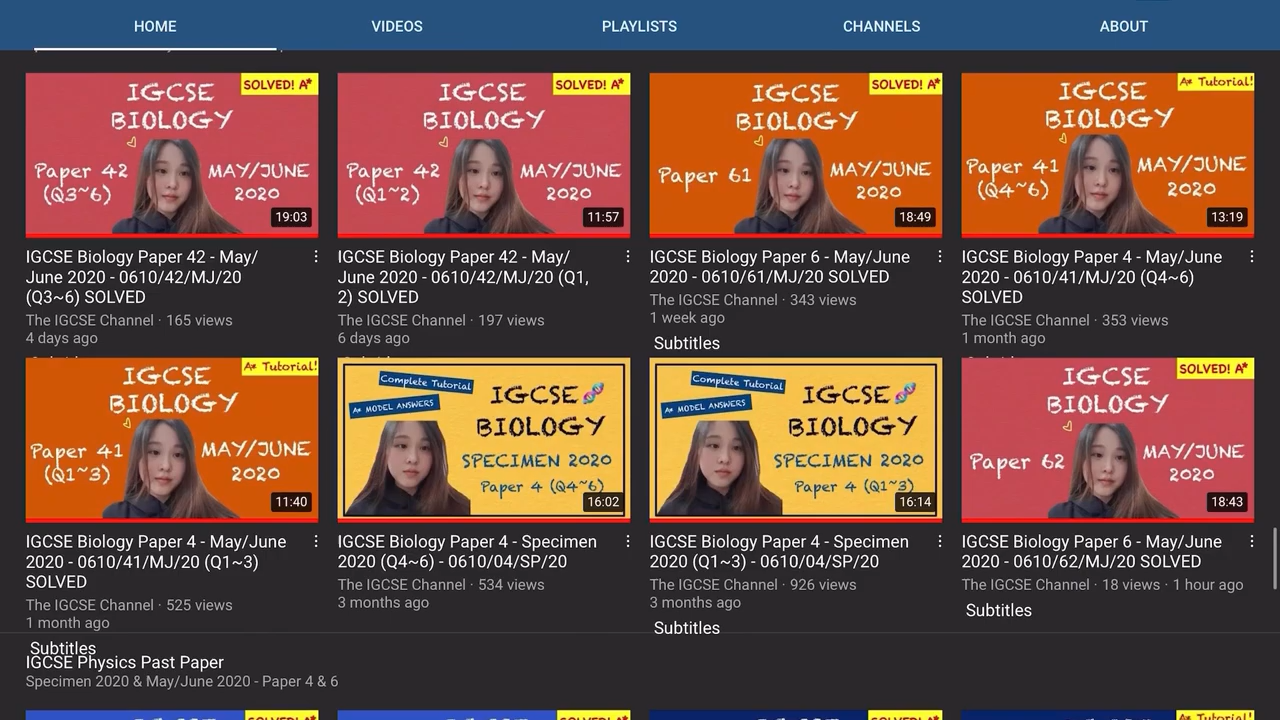 HOME VIDEOS PLAYLISTS CHANNELS ABOUT
SOLVED! A*
IGCSE
BIOLOGY
Paper 42
(Q3~6)
MAY/JUNE
2020
19:03
SOLVED! A*
IGCSE
BIOLOGY
Paper 42
(Q1~2)
MAY/JUNE
2020
11:57
SOLVED! A*
IGCSE
BIOLOGY
Paper 61
MAY/JUNE
2020
18:49
A* Tutorial!
IGCSE
BIOLOGY
Paper 41
(Q4~6)
MAY/JUNE
2020
13:19
IGCSE Biology Paper 42 - May/
June 2020 - 0610/42/MJ/20
(Q3~6) SOLVED
The IGCSE Channel · 165 views
4 days ago
IGCSE Biology Paper 42 - May/
June 2020 - 0610/42/MJ/20 (Q1,
2) SOLVED
The IGCSE Channel · 197 views
6 days ago
IGCSE Biology Paper 6 - May/June
2020 - 0610/61/MJ/20 SOLVED
The IGCSE Channel · 343 views
1 week ago
Subtitles
IGCSE Biology Paper 4 - May/June
2020 - 0610/41/MJ/20 (Q4~6)
SOLVED
The IGCSE Channel · 353 views
1 month ago
A* Tutorial!
IGCSE
BIOLOGY
Paper 41
(Q1~3)
MAY/JUNE
2020
11:40
Complete Tutorial
A* MODEL ANSWERS
IGCSE
BIOLOGY
SPECIMEN 2020
Paper 4 (Q4~6)
16:02
Complete Tutorial
A* MODEL ANSWERS
IGCSE
BIOLOGY
SPECIMEN 2020
Paper 4 (Q1~3)
16:14
SOLVED! A*
IGCSE
BIOLOGY
Paper 62
MAY/JUNE
2020
18:43
IGCSE Biology Paper 4 - May/June
2020 - 0610/41/MJ/20 (Q1~3)
SOLVED
The IGCSE Channel · 525 views
1 month ago
Subtitles
IGCSE Biology Paper 4 - Specimen
2020 (Q4~6) - 0610/04/SP/20
The IGCSE Channel · 534 views
3 months ago
IGCSE Biology Paper 4 - Specimen
2020 (Q1~3) - 0610/04/SP/20
The IGCSE Channel · 926 views
3 months ago
Subtitles
IGCSE Biology Paper 6 - May/June
2020 - 0610/62/MJ/20 SOLVED
The IGCSE Channel · 18 views · 1 hour ago
Subtitles
IGCSE Physics Past Paper
Specimen 2020 & May/June 2020 - Paper 4 & 6
SOLVED! A*
SOLVED! A*
SOLVED! A*
A* Tutorial!